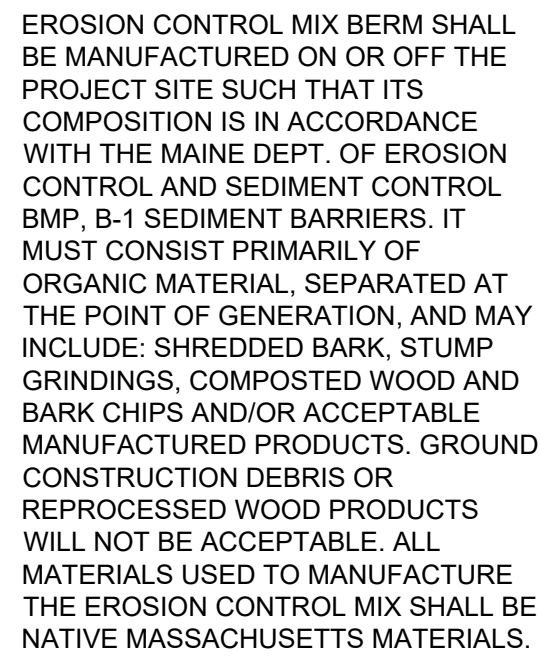 EROSION CONTROL MIX BERM SHALL
BE MANUFACTURED ON OR OFF THE
PROJECT SITE SUCH THAT ITS
COMPOSITION IS IN ACCORDANCE
WITH THE MAINE DEPT. OF EROSION
CONTROL AND SEDIMENT CONTROL
BMP, B-1 SEDIMENT BARRIERS. IT
MUST CONSIST PRIMARILY OF
ORGANIC MATERIAL, SEPARATED AT
THE POINT OF GENERATION, AND MAY
INCLUDE: SHREDDED BARK, STUMP
GRINDINGS, COMPOSTED WOOD AND
BARK CHIPS AND/OR ACCEPTABLE
MANUFACTURED PRODUCTS. GROUND
CONSTRUCTION DEBRIS OR
REPROCESSED WOOD PRODUCTS
WILL NOT BE ACCEPTABLE. ALL
MATERIALS USED TO MANUFACTURE
THE EROSION CONTROL MIX SHALL BE
NATIVE MASSACHUSETTS MATERIALS.